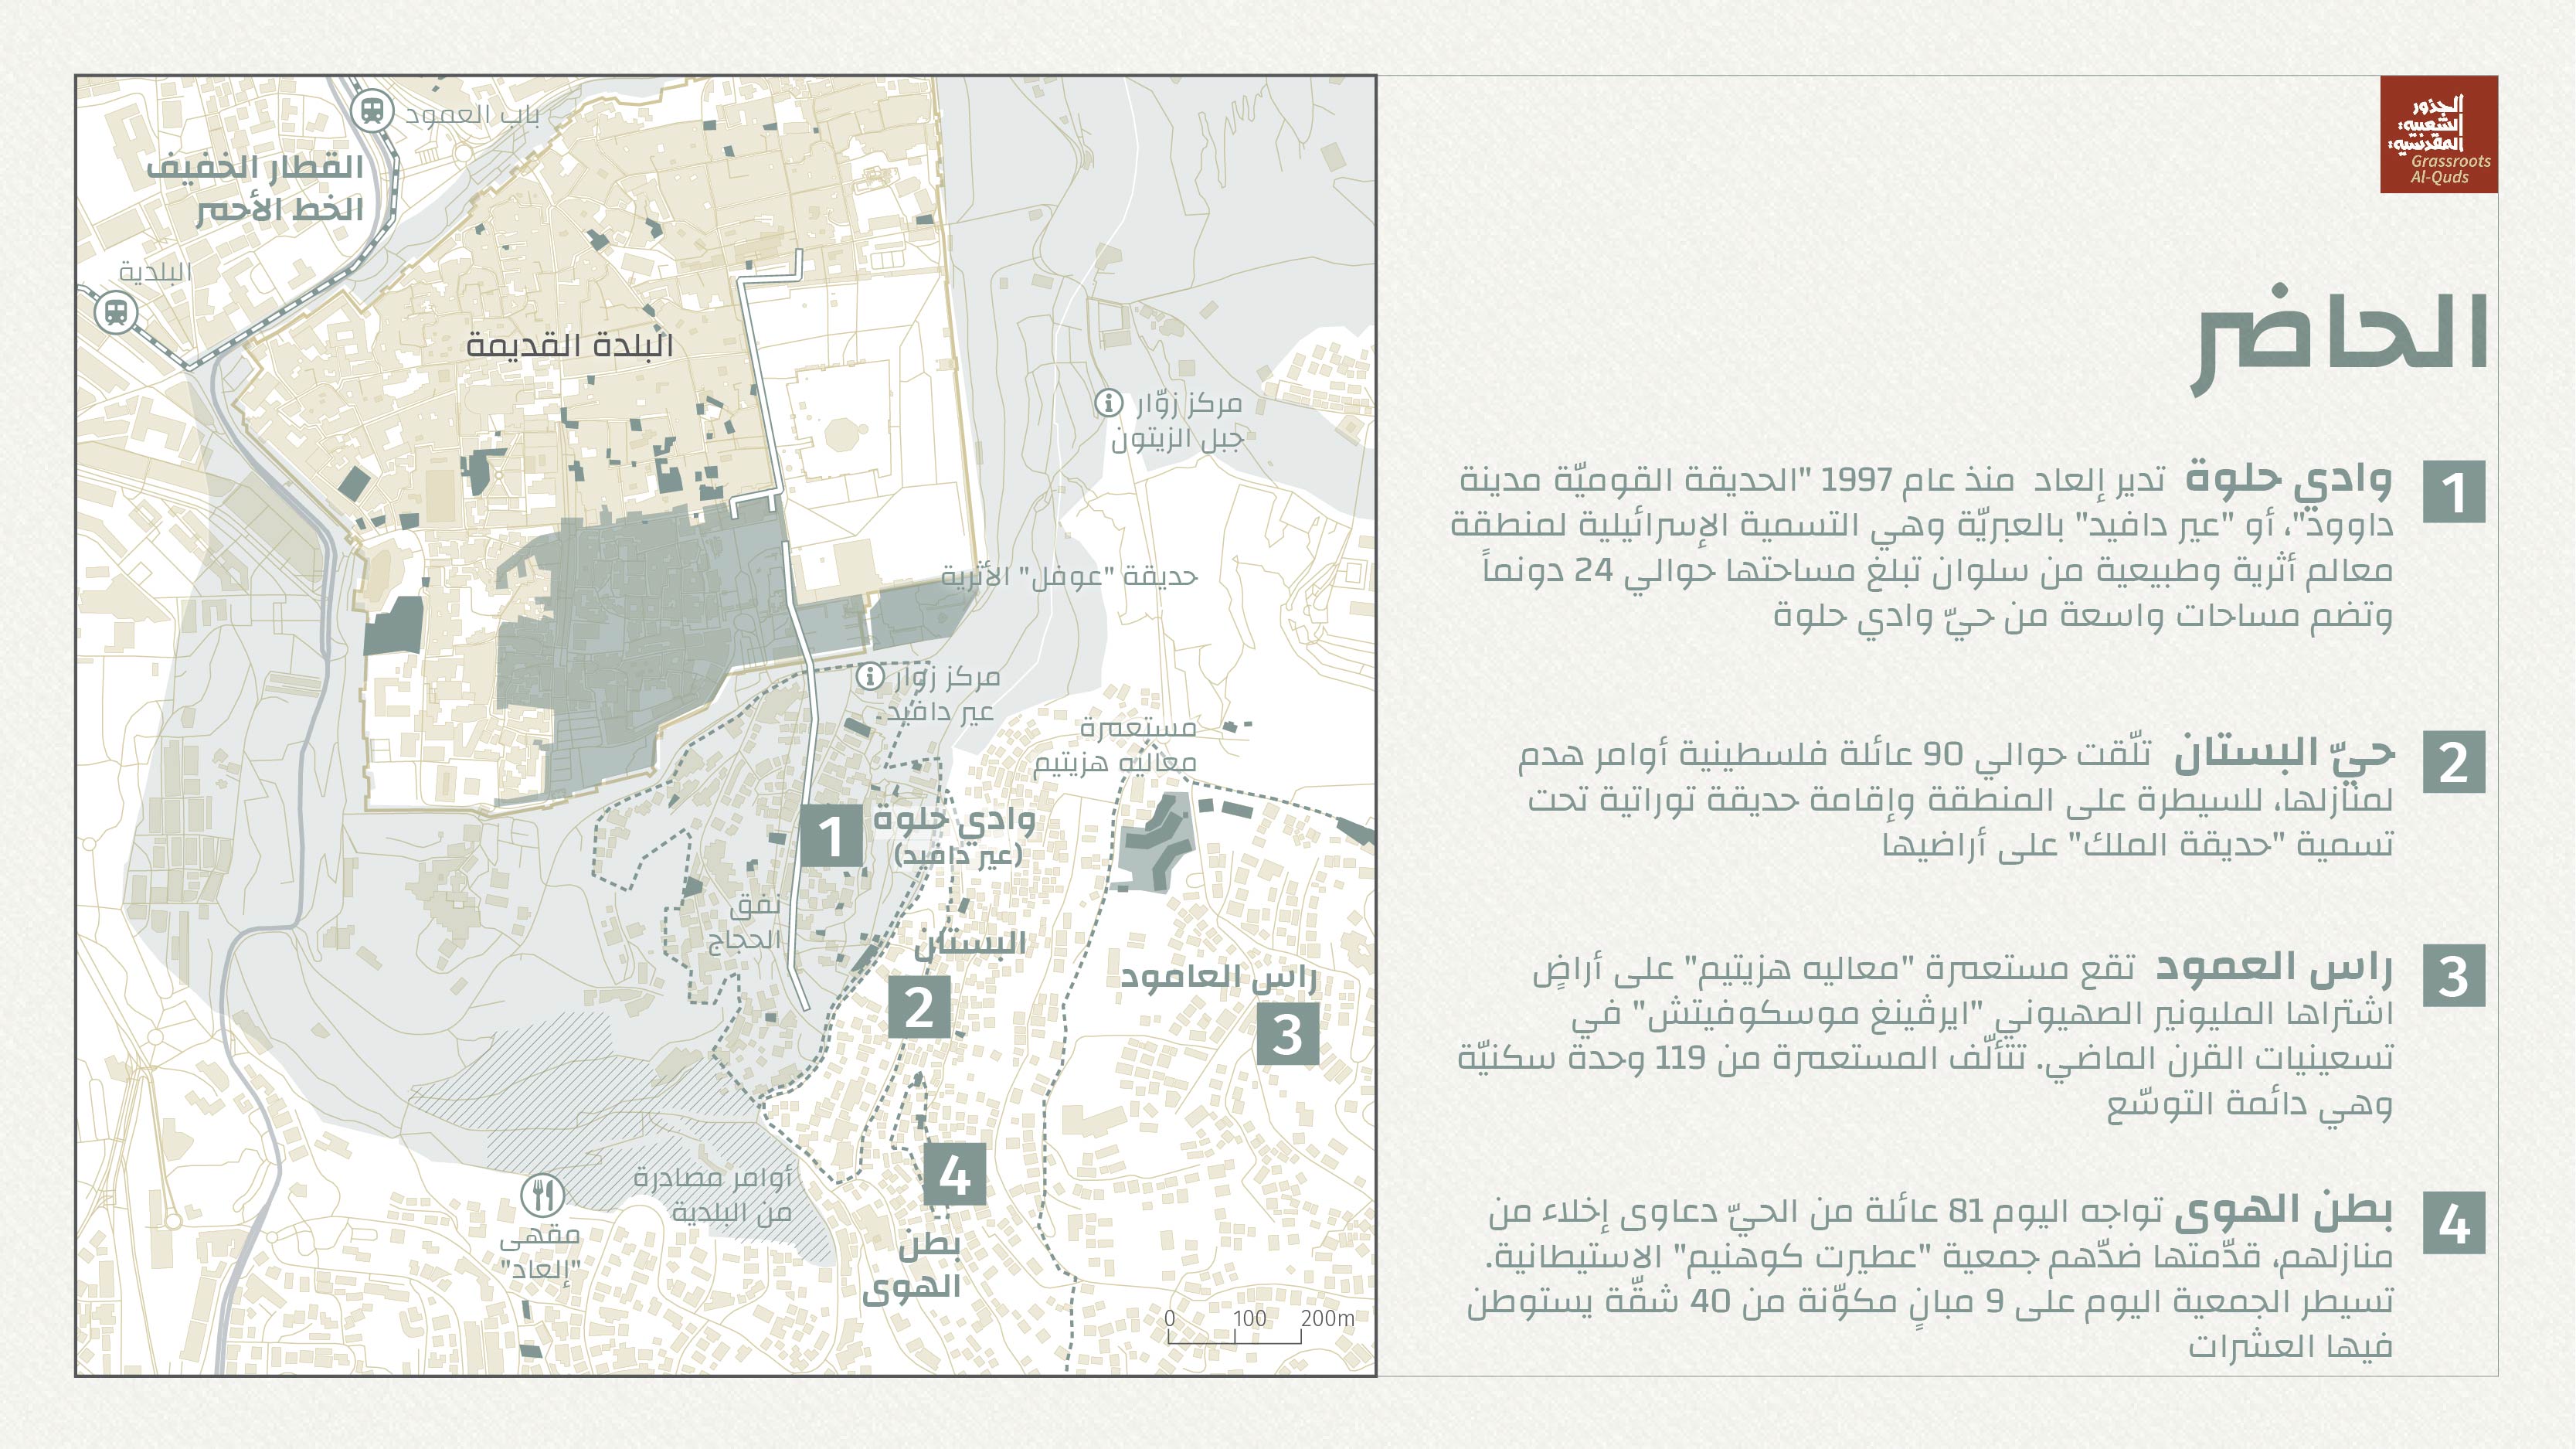 الجذور
الشعبية
المقدسية
Grassroots
Al-Quds
الحاضر
1
وادي حلوة تدير إلعاد منذ عام 1997 "الحديقة القوميّة مدينة
داوود"، أو "عير دافيد" بالعبريّة وهي التسمية الإسرائيلية لمنطقة
معالم أثرية وطبيعية من سلوان تبلغ مساحتها حوالي 24 دونماً
وتضم مساحات واسعة من حيّ وادي حلوة
2
حيّ البستان تلّقت حوالي 90 عائلة فلسطينية أوامر هدم
لمنازلها، للسيطرة على المنطقة وإقامة حديقة توراتية تحت
تسمية "حديقة الملك" على أراضيها
3
راس العمود تقع مستعمرة "معاليه هزيتيم" على أراضٍ
اشتراها المليونير الصهيوني "ايرڤينغ موسكوفيتش" في
تسعينيات القرن الماضي. تتألّف المستعمرة من 119 وحدة سكنيّة
وهي دائمة التوسّع
4
بطن الهوى تواجه اليوم 81 عائلة من الحيّ دعاوى إخلاء من
منازلهم، قدّمتها ضدّهم جمعية "عطيرت كوهنيم" الاستيطانية.
تسيطر الجمعية اليوم على 9 مبانٍ مكوّنة من 40 شقّة يستوطن
فيها العشرات
باب العمود
القطار الخفيف
الخط الأحمر
البلدية
البلدة القديمة
مركز زوّار
جبل الزيتون
حديقة "عوفل" الأثرية
مركز زوار
عير دافيد
مستعمرة
معاليه هزيتيم
1
وادي حلوة
(عير دافيد)
نفق
الحجاج
البستان
2
راس العامود
3
4
بطن
الهوى
أوامر مصادرة
من البلدية
مقهى
"إلعاد"
0 100 200m